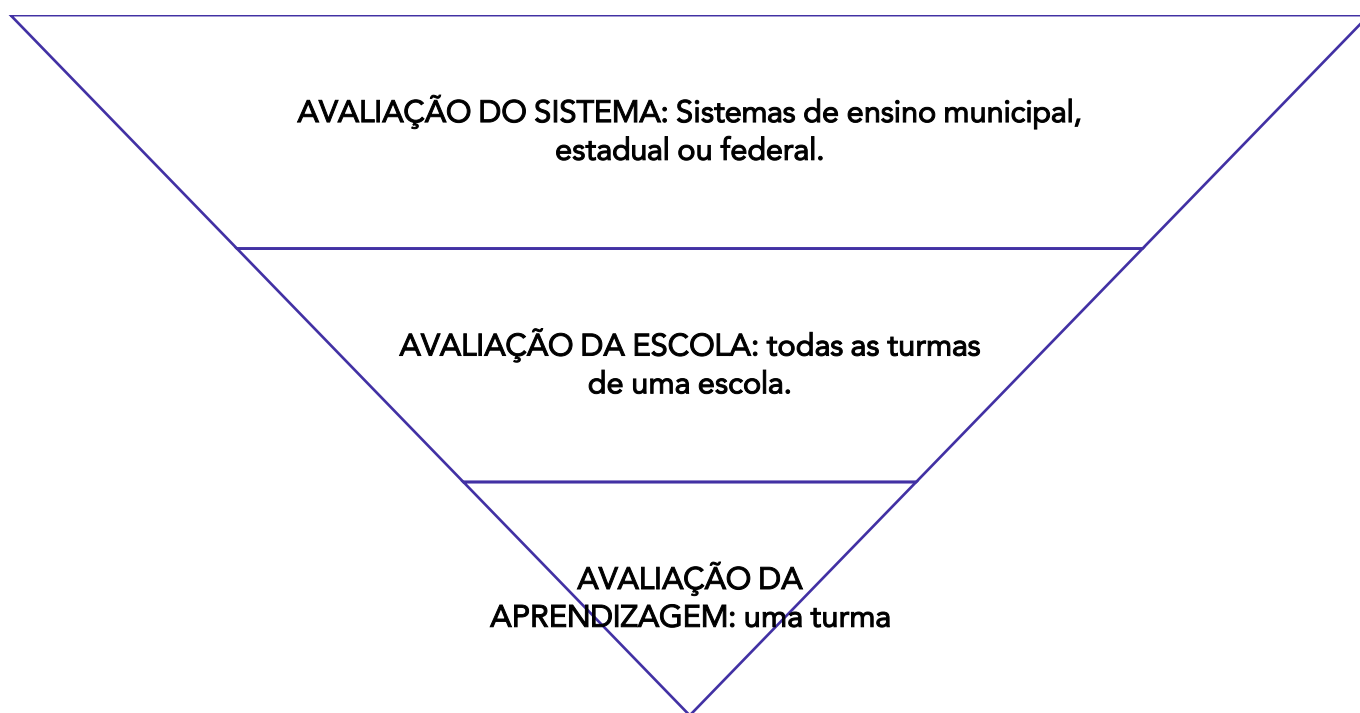 AVALIAÇÃO DO SISTEMA: Sistemas de ensino municipal,
estadual ou federal.
AVALIAÇÃO DA ESCOLA: todas as turmas
de uma escola.
AVALIAÇÃO DA
APRENDIZAGEM: uma turma